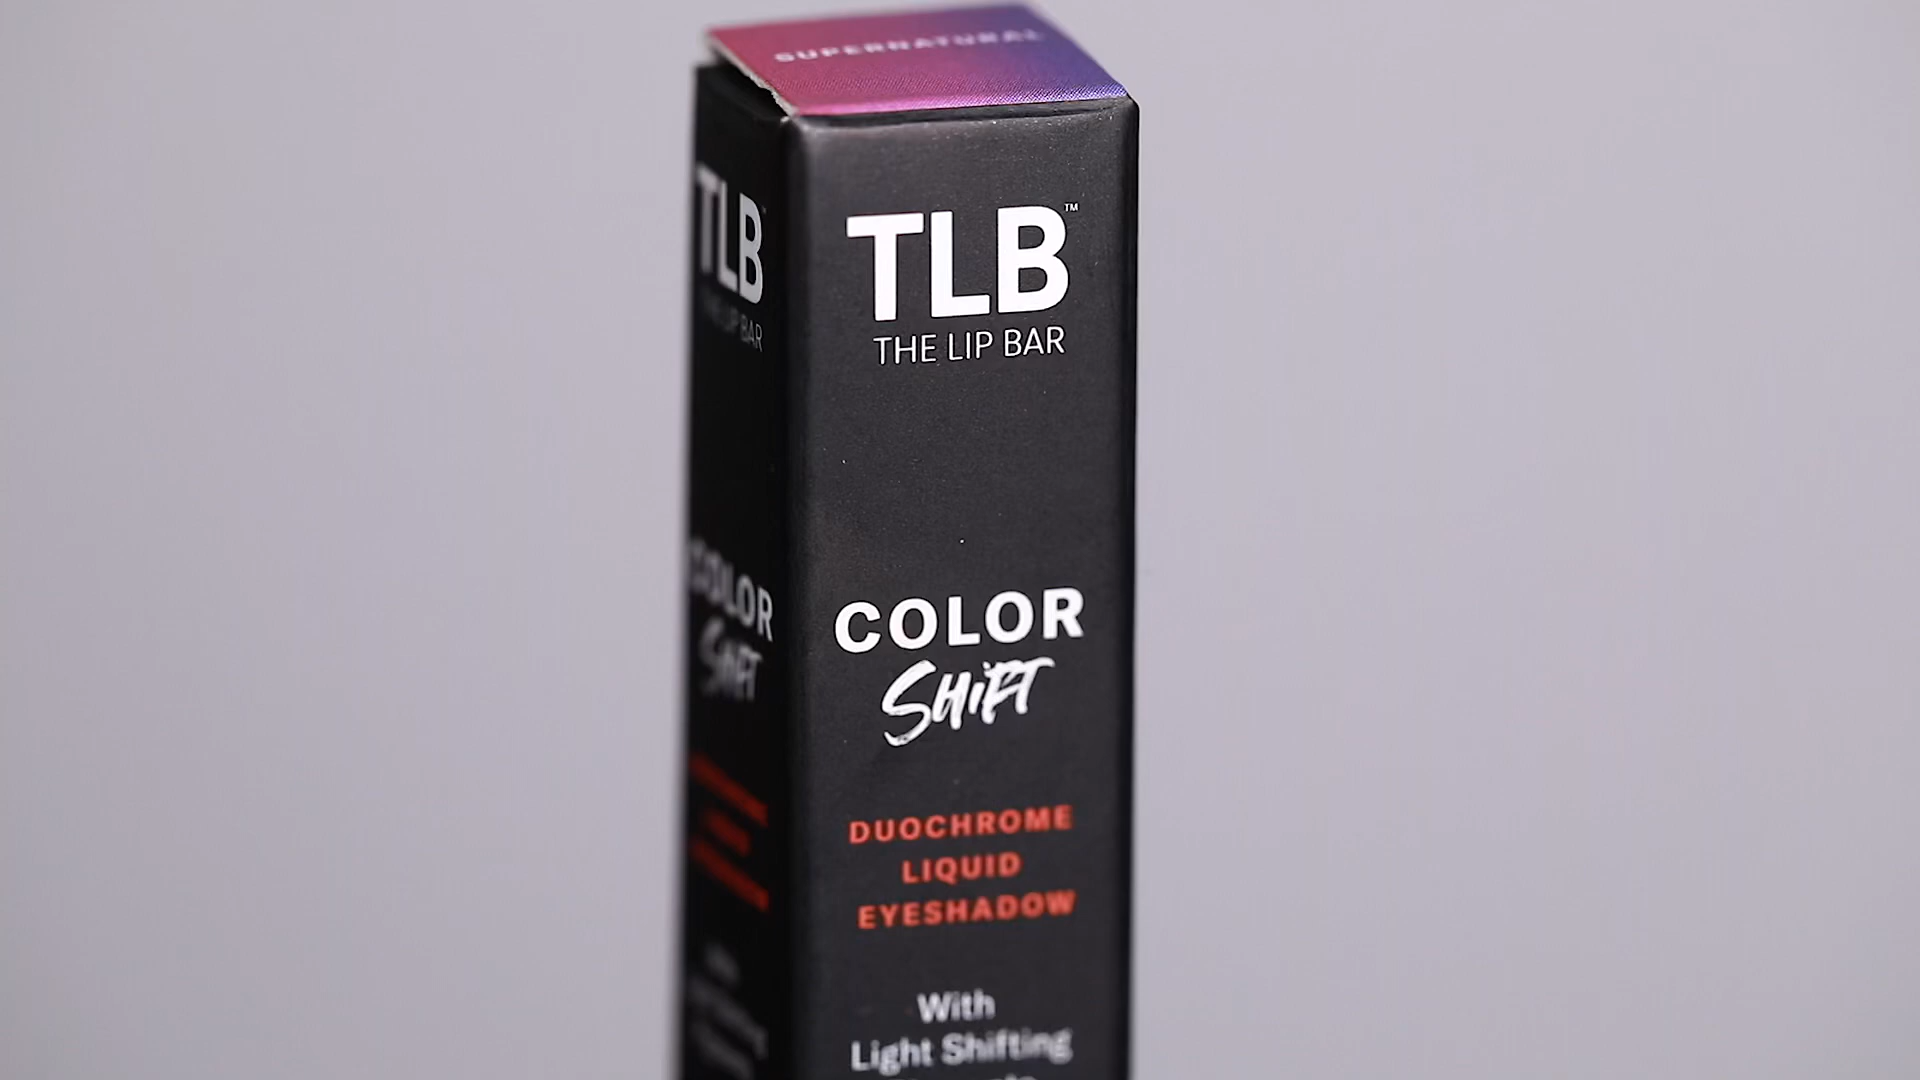 SUPERNATURAL
TLB™
THE LIP BAR
COLOR
SHIFT
DUOCHROME
LIQUID
EYESHADOW
With
Light Shifting
TLB
THE LIP BAR
COLOR
SHIFT